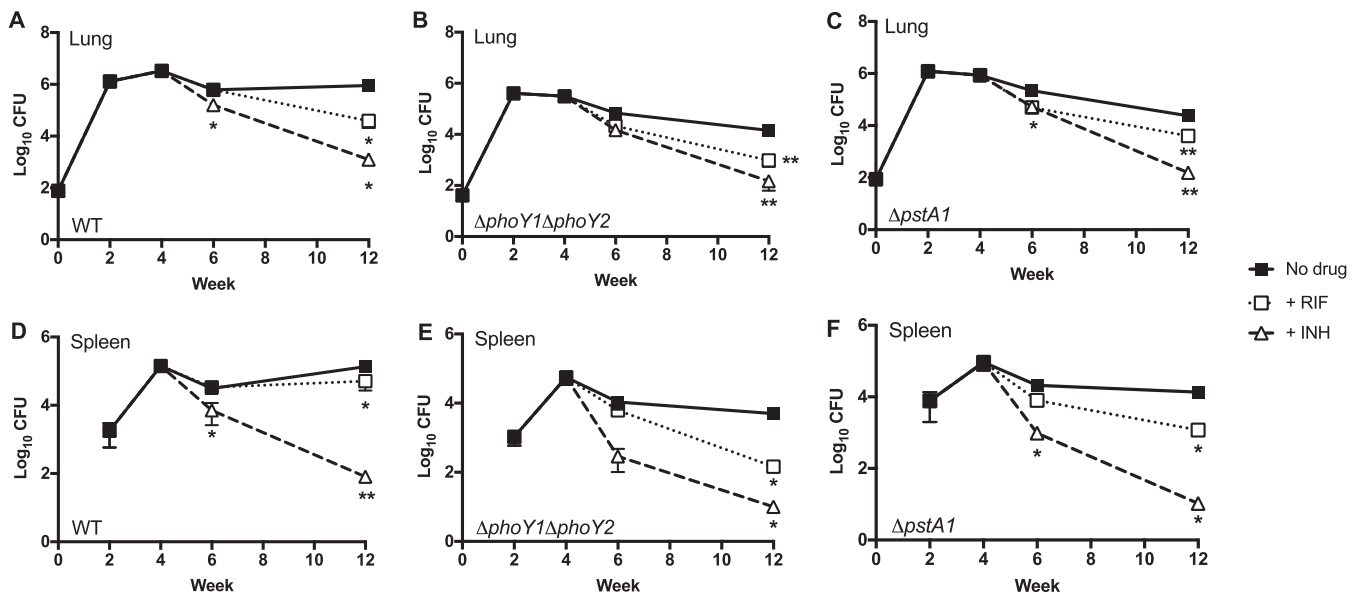 A
Lung
8
6
4
2
0
Log10 CFU
*
*
*
WT
0 2 4 6 8 10 12
Week
B
Lung
8
6
4
2
0
Log10 CFU
**
**
ΔphoY1ΔphoY2
0 2 4 6 8 10 12
Week
C
Lung
8
6
4
2
0
Log10 CFU
*
**
**
ΔpstA1
0 2 4 6 8 10 12
Week
No drug
+ RIF
+ INH
D
Spleen
6
4
2
0
Log10 CFU
*
*
**
WT
0 2 4 6 8 10 12
Week
E
Spleen
6
4
2
0
Log10 CFU
*
*
ΔphoY1ΔphoY2
0 2 4 6 8 10 12
Week
F
Spleen
6
4
2
0
Log10 CFU
*
*
*
ΔpstA1
0 2 4 6 8 10 12
Week